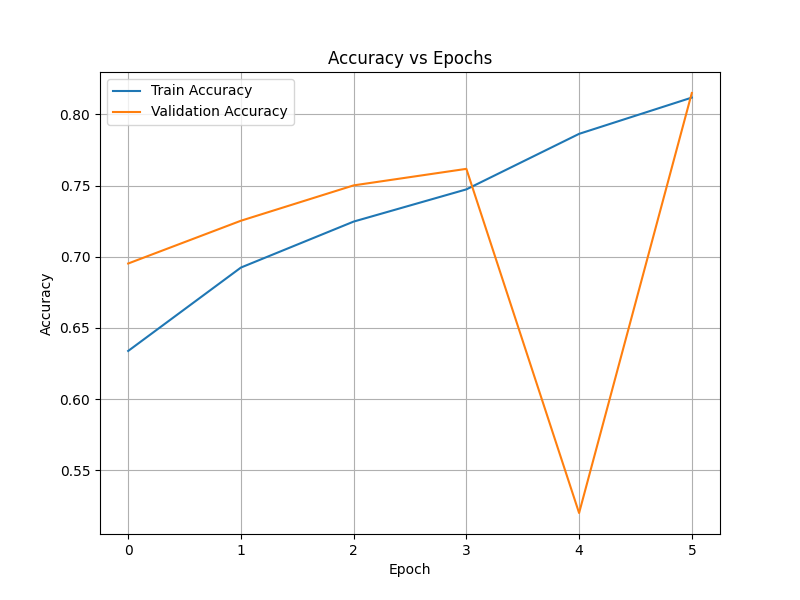 Accuracy vs Epochs
Train Accuracy
Validation Accuracy
0.80
0.75
0.70
0.65
0.60
0.55
Accuracy
0 1 2 3 4 5
Epoch